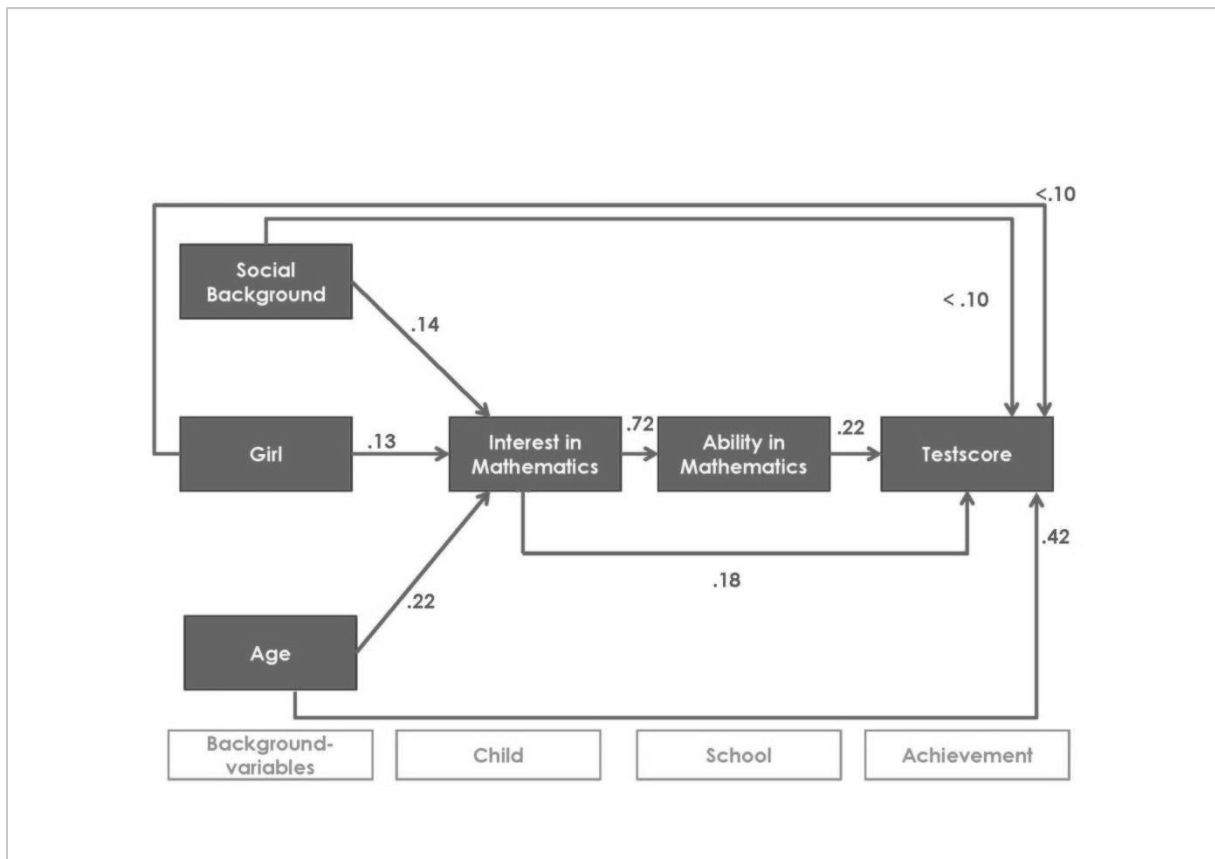 <.10
Social
Background
< .10
.14
Girl
.13
Interest in
Mathematics
.72
Ability in
Mathematics
.22
Testscore
.42
.18
.22
Age
Background-
variables
Child
School
Achievement